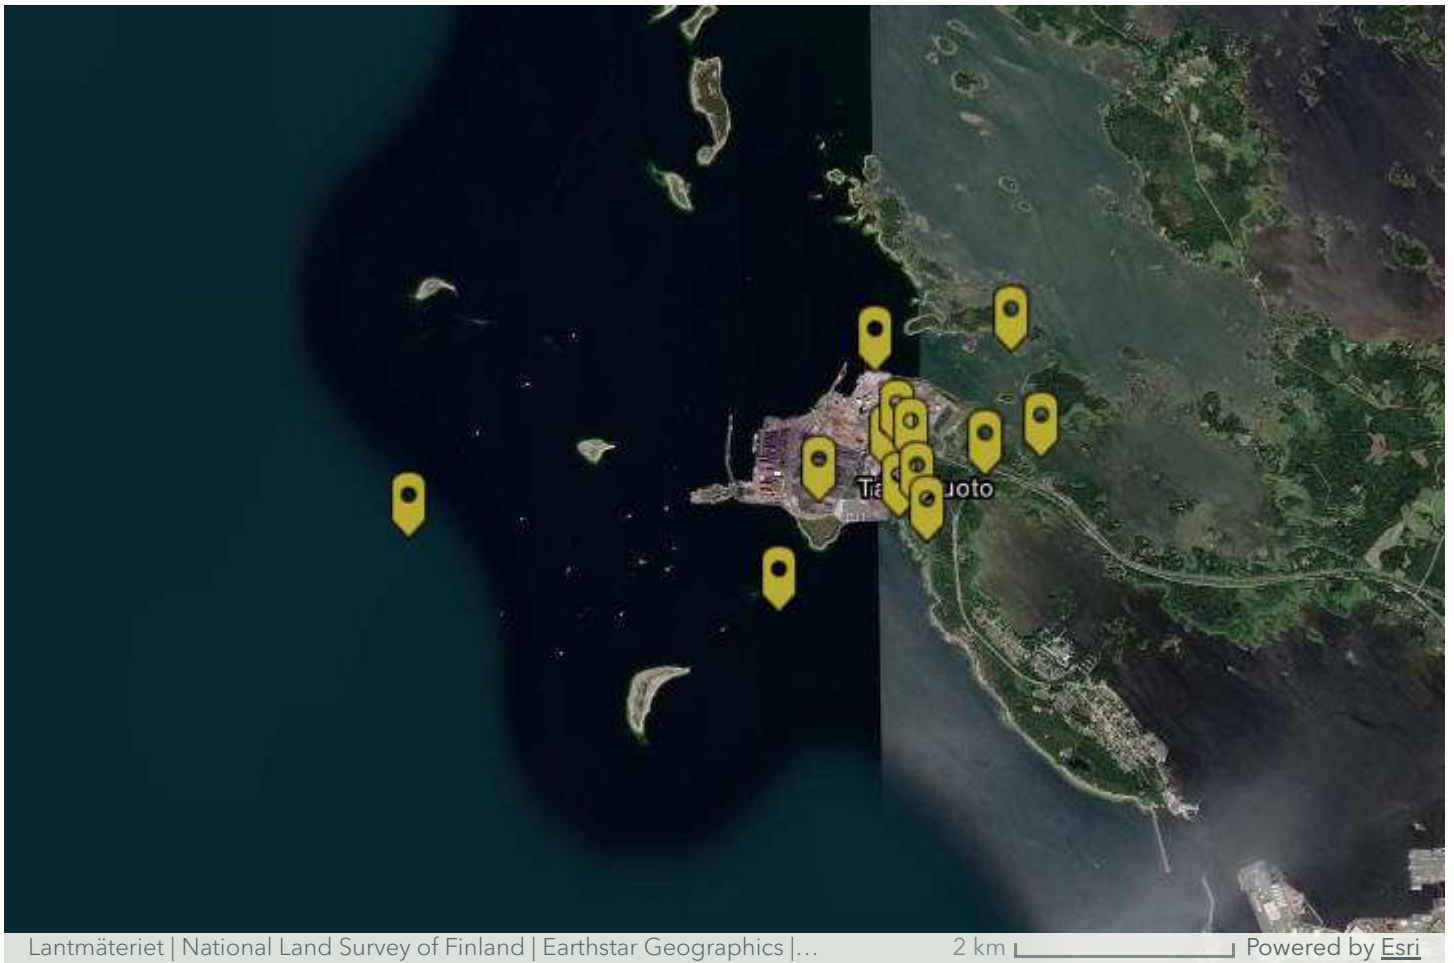 Lantmäteriet | National Land Survey of Finland | Earthstar Geographics |...
2 km
Powered by Esri